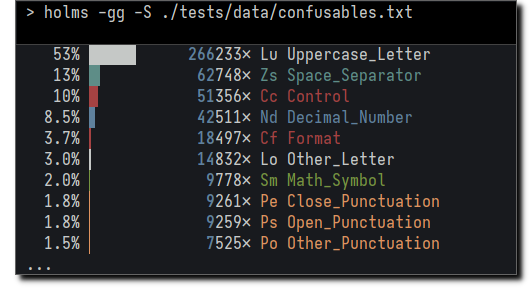 > holms -gg -S ./tests/data/confusables.txt
53% 266233× Lu Uppercase_Letter
13% 62748× Zs Space_Separator
10% 51356× Cc Control
8.5% 42511× Nd Decimal_Number
3.7% 18497× Cf Format
3.0% 14832× Lo Other_Letter
2.0% 9778× Sm Math_Symbol
1.8% 9261× Pe Close_Punctuation
1.8% 9259× Ps Open_Punctuation
1.5% 7525× Po Other_Punctuation
...